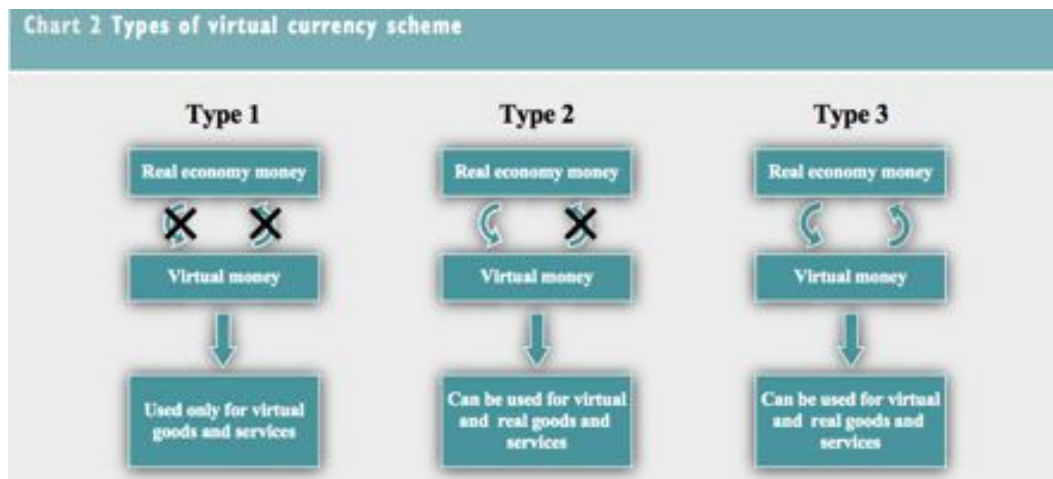 Chart 2 Types of virtual currency scheme
Type 1
Real economy money
Virtual money
Used only for virtual
goods and services
Type 2
Real economy money
Virtual money
Can be used for virtual
and real goods and
services
Type 3
Real economy money
Virtual money
Can be used for virtual
and real goods and
services